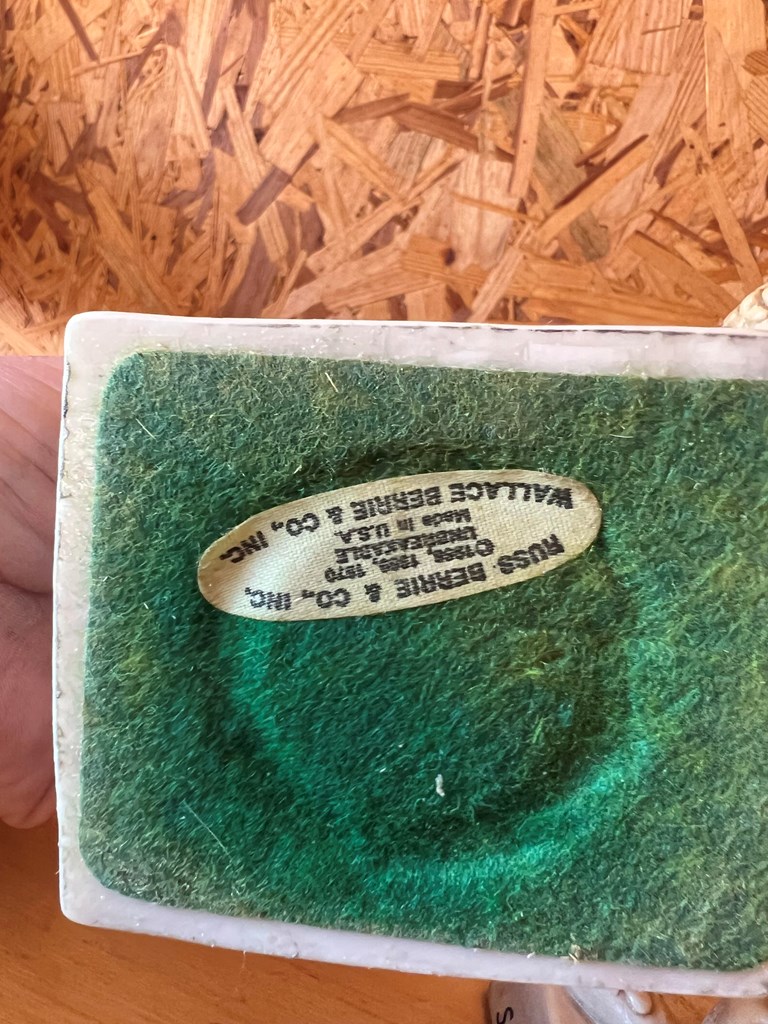 RUSS BERRIE & CO., INC.
©1968, 1969, 1970
UNBREAKABLE
Made in U.S.A.
WALLACE BERRIE & CO., INC.